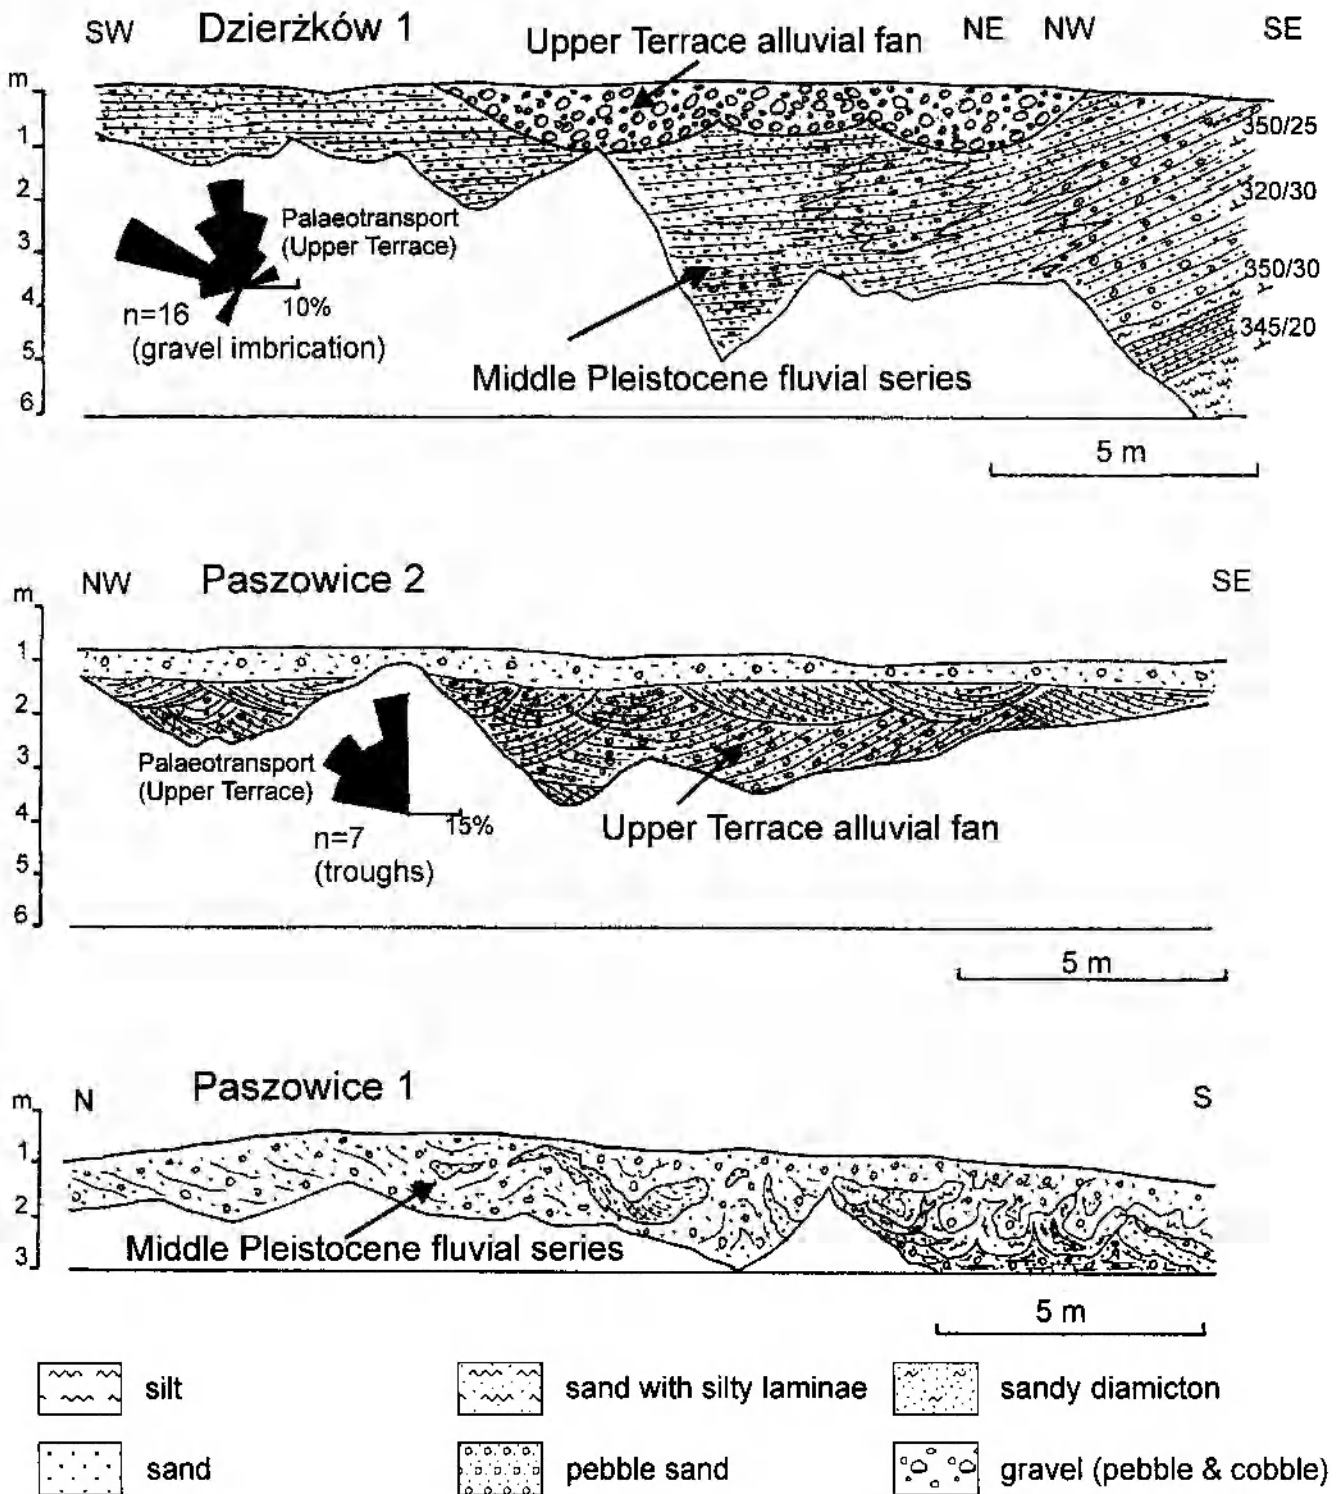 SW Dzierżków 1 NE NW SE
Upper Terrace alluvial fan
m
1
2
3
4
5
6
350/25
320/30
350/30
345/20
Palaeotransport
(Upper Terrace)
10%
n=16
(gravel imbrication)
Middle Pleistocene fluvial series
5 m
NW Paszowice 2 SE
m
1
2
3
4
5
6
Palaeotransport
(Upper Terrace)
15%
n=7
(troughs)
Upper Terrace alluvial fan
5 m
N Paszowice 1 S
m
1
2
3
Middle Pleistocene fluvial series
5 m
silt
sand with silty laminae
sandy diamicton
sand
pebble sand
gravel (pebble & cobble)